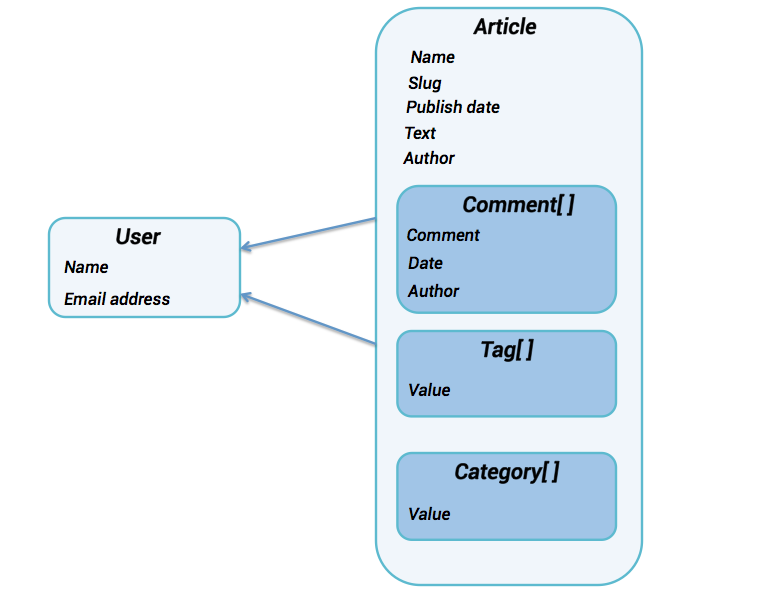 Article
Name
Slug
Publish date
Text
Author
Comment[ ]
Comment
Date
Author
User
Name
Email address
Tag[ ]
Value
Category[ ]
Value